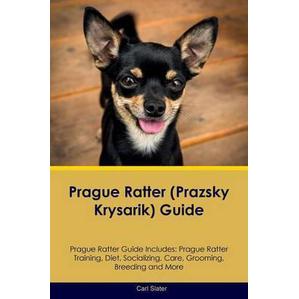 Prague Ratter (Prazsky
Krysarik) Guide
Prague Ratter Guide Includes: Prague Ratter
Training, Diet, Socializing, Care, Grooming,
Breeding and More
Carl Slater